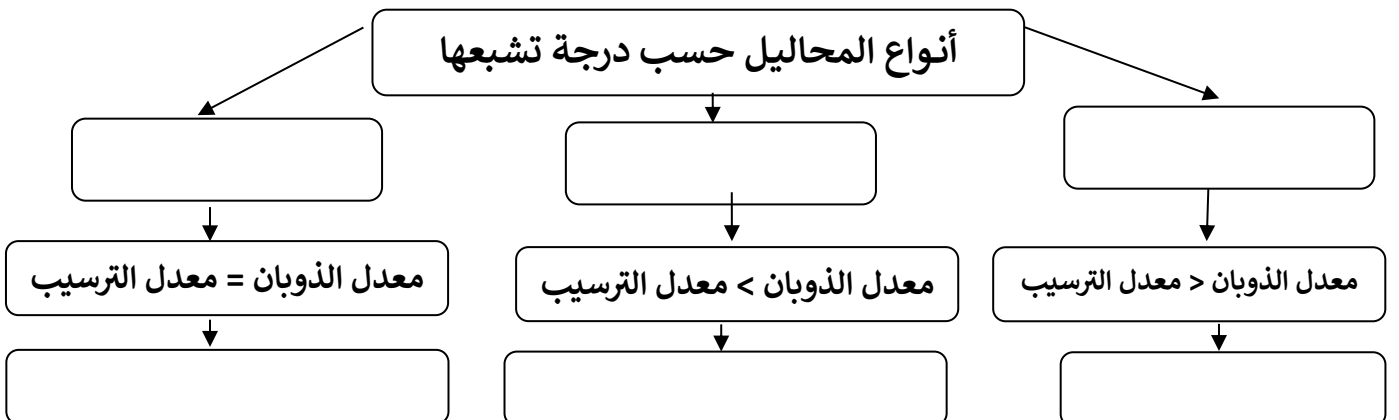 أنواع المحاليل حسب درجة تشبعها
معدل الذوبان > معدل الترسيب
معدل الذوبان < معدل الترسيب
معدل الذوبان = معدل الترسيب